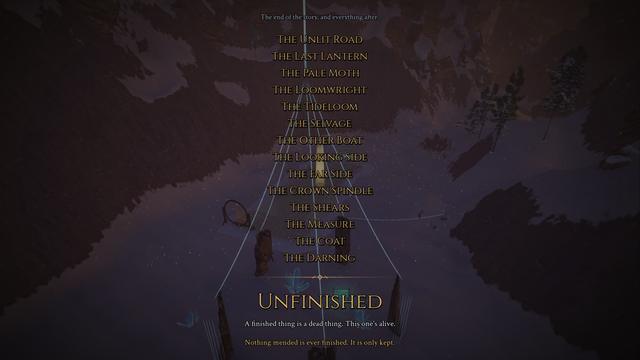 The end of the story, and everything after
The Unlit Road
The Last Lantern
The Pale Moth
The Loomwright
The Tideloom
The Selvage
The Other Boat
The Looking Side
The Far Side
The Crown Spindle
The Shears
The Measure
The Coat
The Darning
Unfinished
A finished thing is a dead thing. This one's alive.
Nothing mended is ever finished. It is only kept.